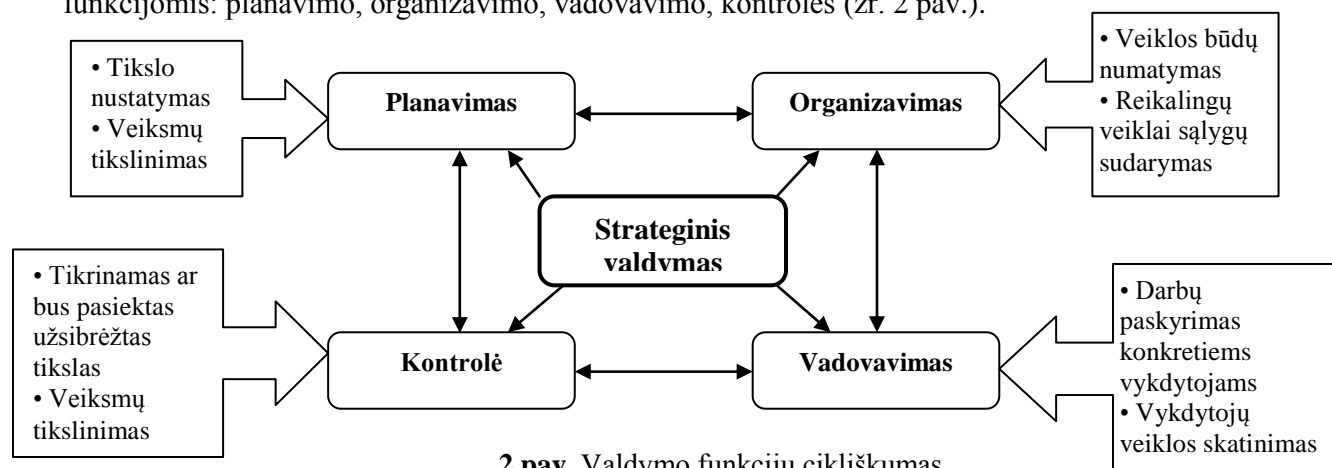 funkcijomis: planavimo, organizavimo, vadovavimo, kontrolės (žr. 2 pav.).
• Tikslo
nustatymas
• Veiksmų
tikslinimas
Planavimas
Organizavimas
• Veiklos būdų
numatymas
• Reikalingų
veiklai sąlygų
sudarymas
Strateginis
valdymas
• Tikrinamas ar
bus pasiektas
užsibrėžtas
tikslas
• Veiksmų
tikslinimas
Kontrolė
Vadovavimas
• Darbų
paskyrimas
konkretiems
vykdytojams
• Vykdytojų
veiklos skatinimas
2 pav. Valdymo funkcijų cikliškumas